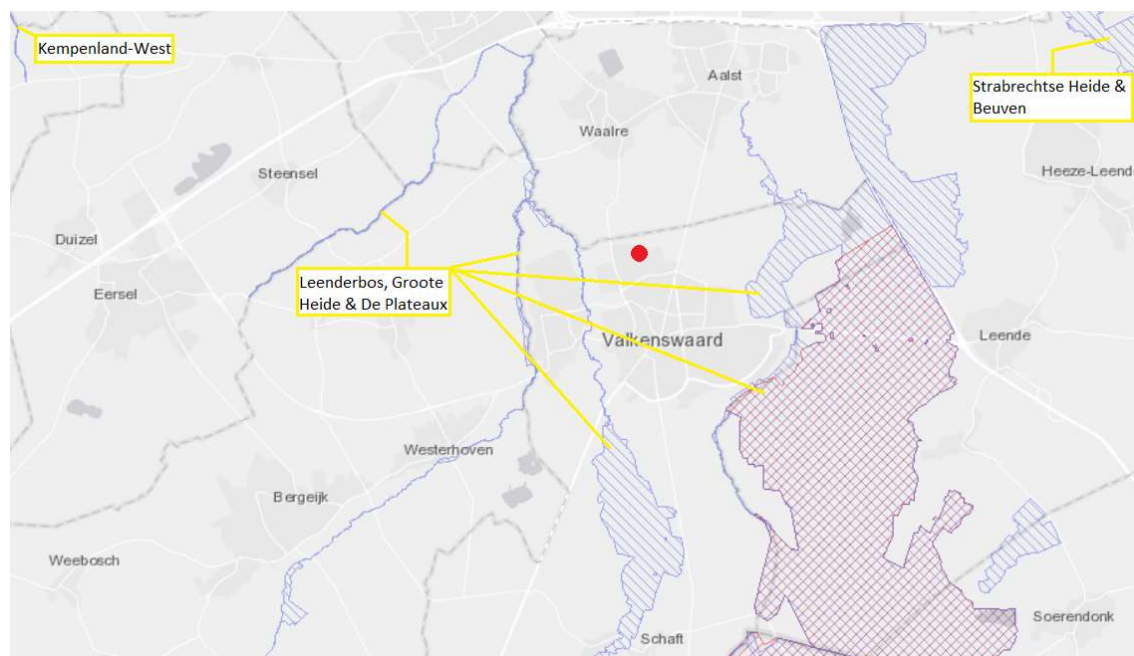 Kempenland-West
Aalst
Strabrechtse Heide &
Beuven
Waalre
Steensel
Heeze-Leende
Duizel
Eersel
Leenderbos, Groote
Heide & De Plateaux
Valkenswaard
Leende
Westerhoven
Bergeijk
Weebosch
Soerendonk
Schaft